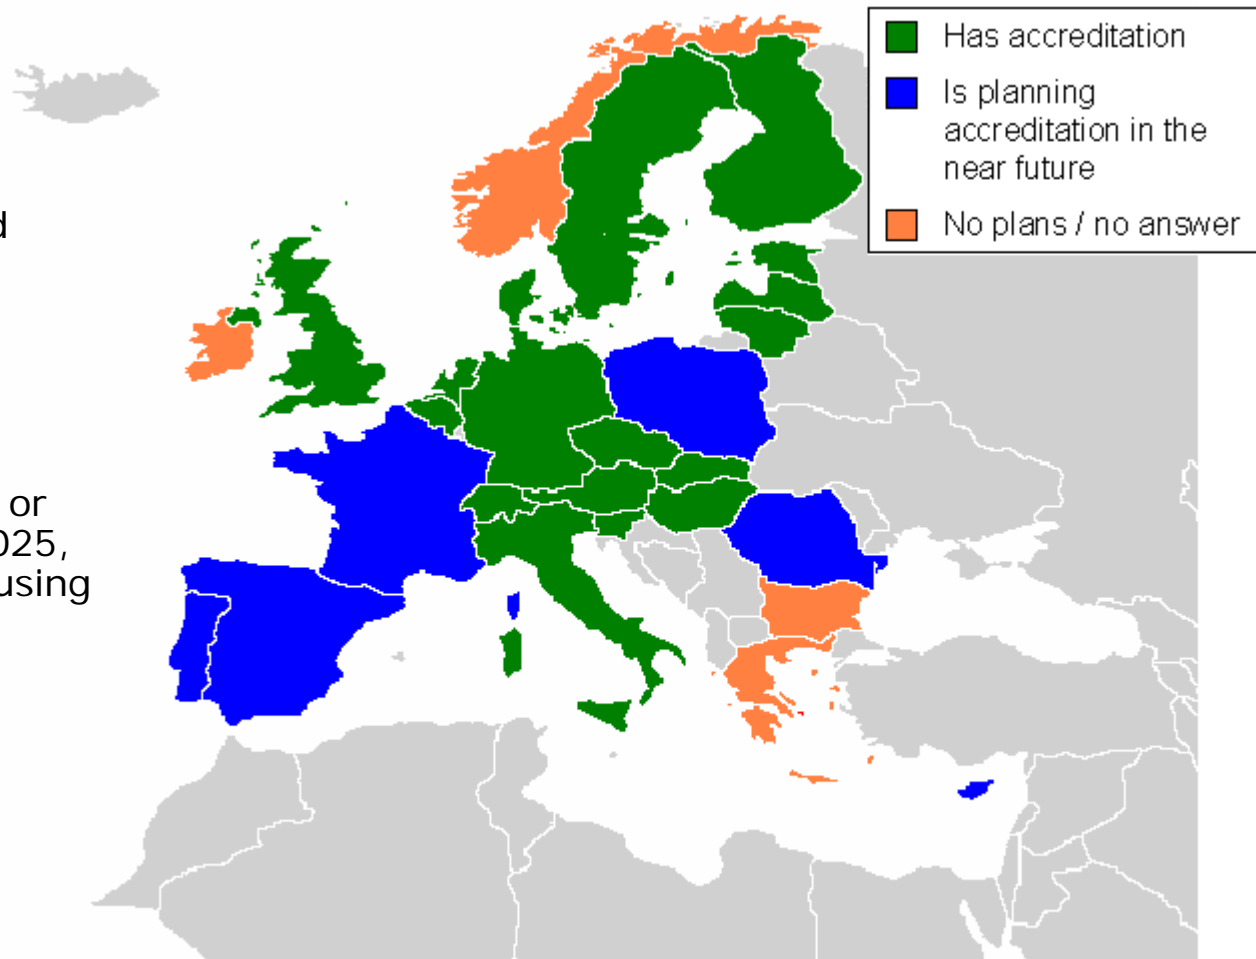 d
or
025,
using
Has accreditation
Is planning
accreditation in the
near future
No plans / no answer